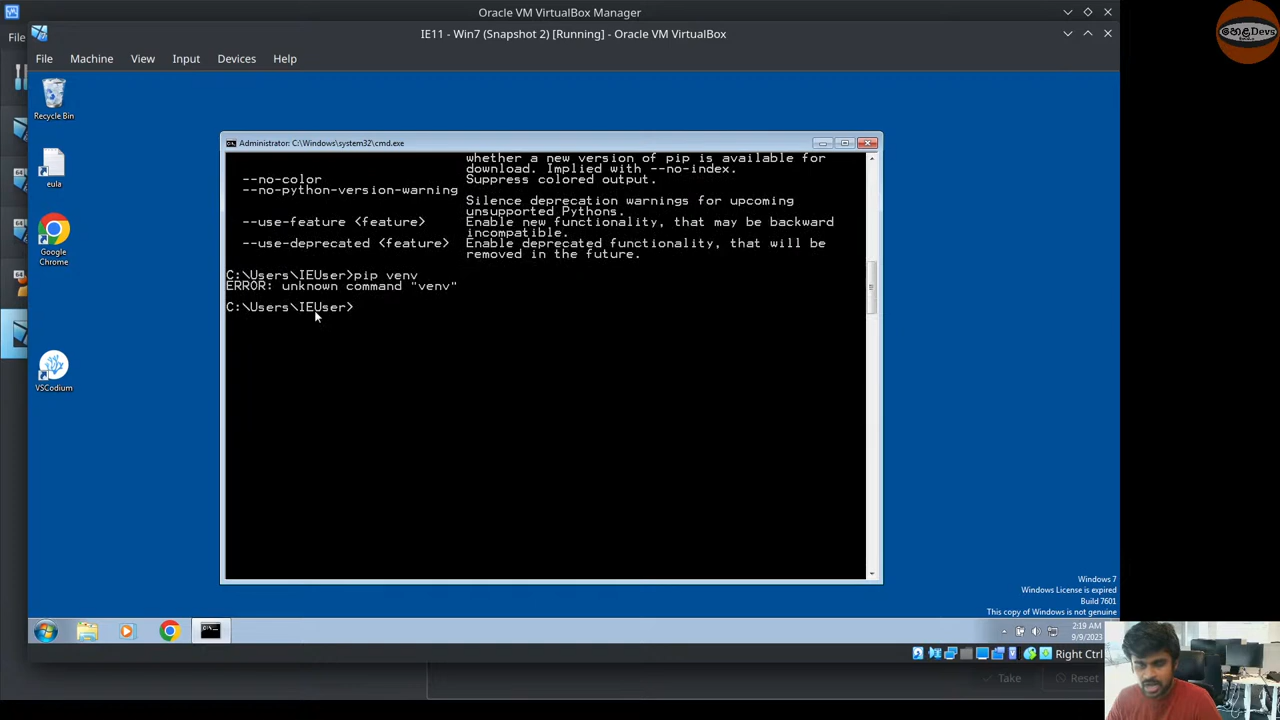 Oracle VM VirtualBox Manager
File
IE11 - Win7 (Snapshot 2) [Running] - Oracle VM VirtualBox
File Machine View Input Devices Help
හෙළDevs
Recycle Bin
eula
Google
Chrome
VSCodium
Administrator: C:\Windows\system32\cmd.exe
whether a new version of pip is available for
download. Implied with --no-index.
--no-color Suppress colored output.
--no-python-version-warning
Silence deprecation warnings for upcoming
unsupported Pythons.
--use-feature <feature> Enable new functionality, that may be backward
incompatible.
--use-deprecated <feature> Enable deprecated functionality, that will be
removed in the future.
C:\Users\IEUser>pip venv
ERROR: unknown command "venv"
C:\Users\IEUser>
Windows 7
Windows License is expired
Build 7601
This copy of Windows is not genuine
2:19 AM
9/9/2023
Right Ctrl
Take Reset